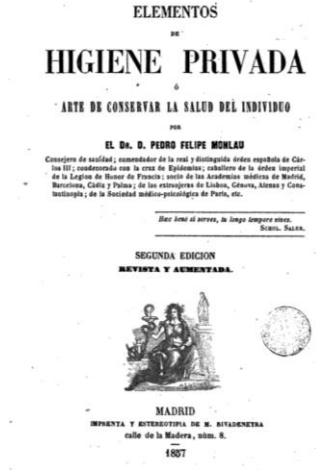 ELEMENTOS
DE
HIGIENE PRIVADA
Ó
ARTE DE CONSERVAR LA SALUD DEL INDIVIDUO
POR
EL DR. D. PEDRO FELIPE MONLAU
Consejero de sanidad; comendador de la real y distinguida órden española de Cár-
los III; condecorado con la cruz de Epidemias; caballero de la órden imperial
de la Legion de Honor de Francia; socio de las Academias médicas de Madrid,
Barcelona, Cádiz y Palma; de las extranjeras de Lisboa, Génova, Atenas y Cons-
tantinopla; de la Sociedad médico-psicológica de Paris, etc.
Hæc bene si serves, tu longo tempore vives.
SCHOL. SALER.
SEGUNDA EDICION
REVISTA Y AUMENTADA.
MADRID
IMPRENTA Y ESTEREOTIPIA DE M. RIVADENEYRA
calle de la Madera, núm. 8.
1857